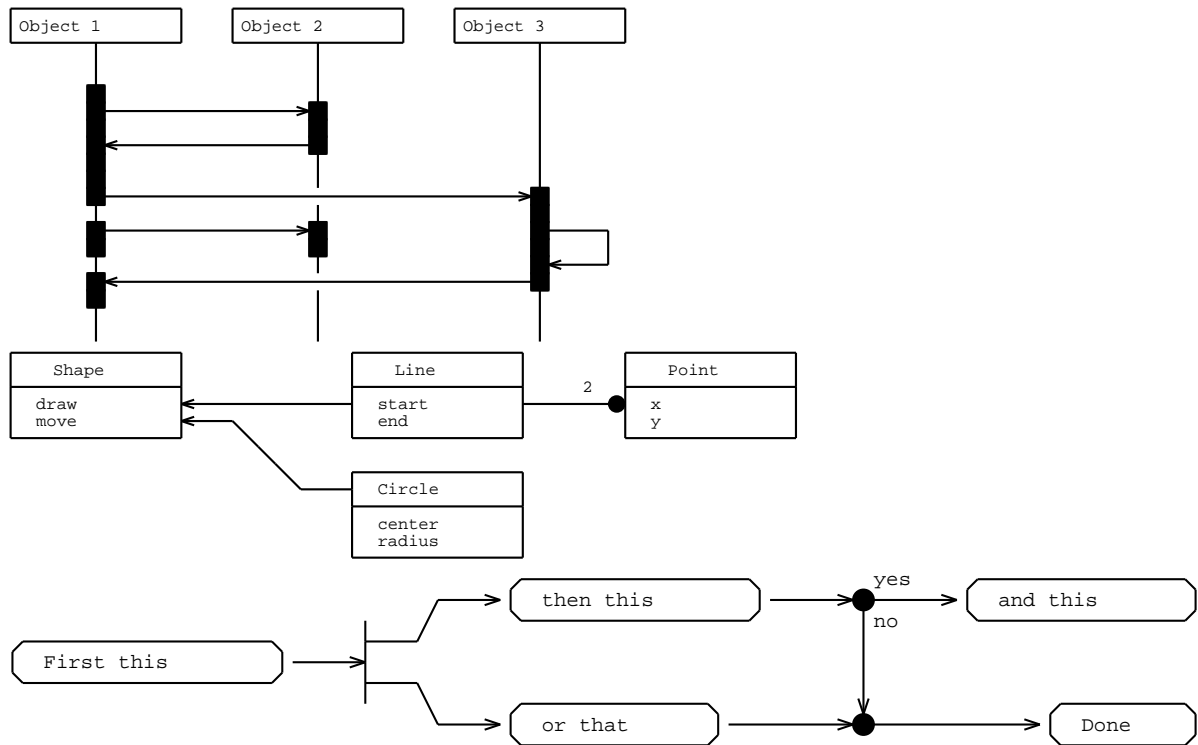 Object 1
Object 2
Object 3
Shape
draw
move
Line
start
end
2
Point
x
y
Circle
center
radius
First this
then this
yes
no
and this
or that
Done